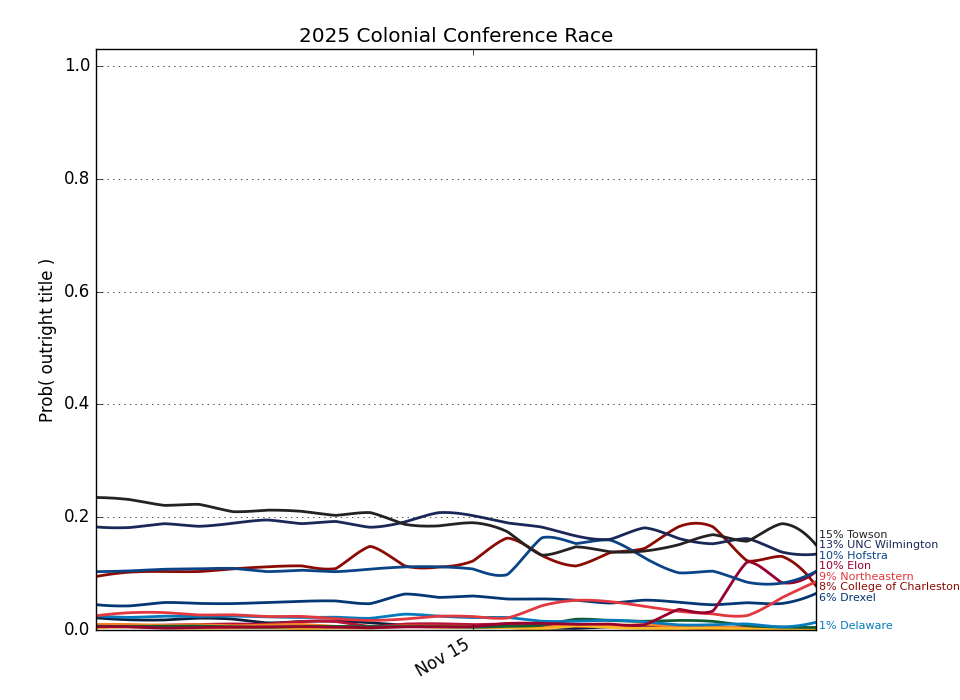 2025 Colonial Conference Race
1.0
0.8
0.6
0.4
0.2
0.0
Prob( outright title )
Nov 15
15% Towson
13% UNC Wilmington
10% Hofstra
10% Elon
9% Northeastern
8% College of Charleston
6% Drexel
1% Delaware